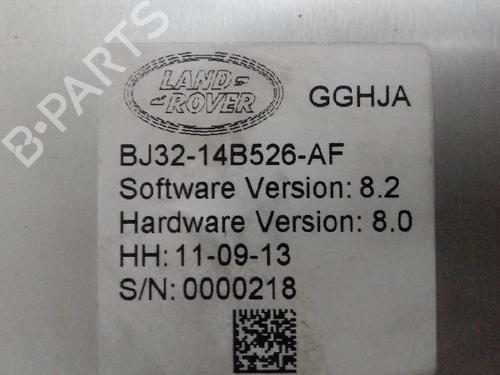 B-PARTS
LAND-
-ROVER
GGHJA
BJ32-14B526-AF
Software Version: 8.2
Hardware Version: 8.0
HH: 11-09-13
S/N: 0000218